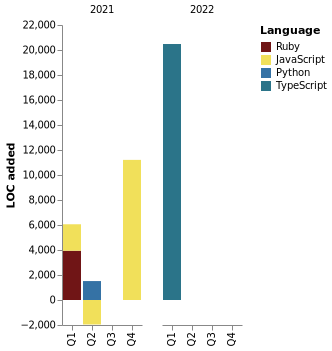 2021
2022
Language
Ruby
JavaScript
Python
TypeScript
LOC added
22,000
20,000
18,000
16,000
14,000
12,000
10,000
8,000
6,000
4,000
2,000
0
−2,000
Q1 Q2 Q3 Q4
Q1 Q2 Q3 Q4